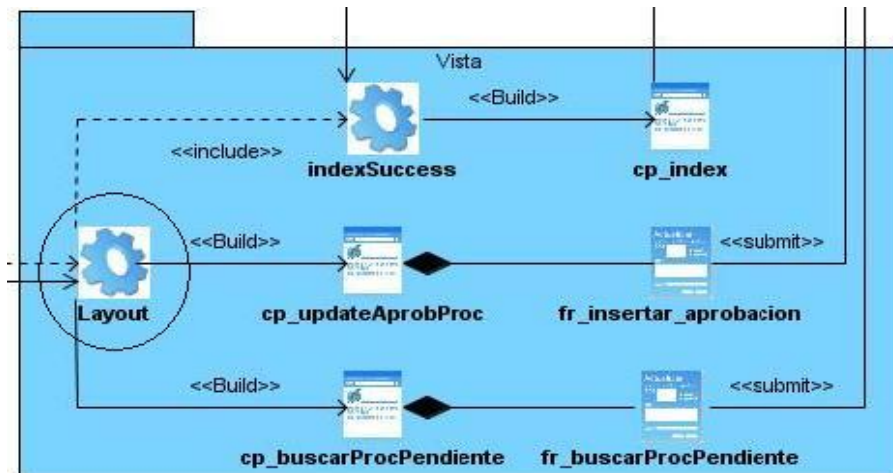 Vista
<<Build>>
<<include>>
indexSuccess
cp_index
<<Build>>
<<submit>>
Layout
cp_updateAprobProc
fr_insertar_aprobacion
<<Build>>
<<submit>>
cp_buscarProcPendiente
fr_buscarProcPendiente